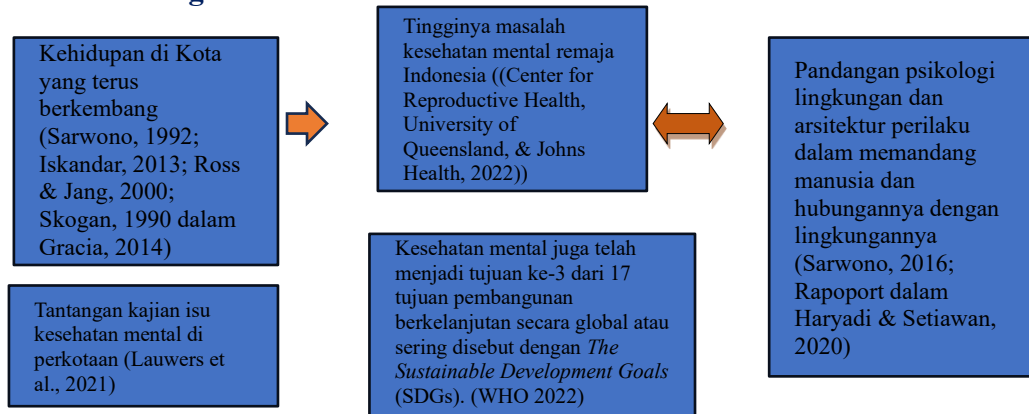 Kehidupan di Kota
yang terus
berkembang
(Sarwono, 1992;
Iskandar, 2013; Ross
& Jang, 2000;
Skogan, 1990 dalam
Gracia, 2014)
Tantangan kajian isu
kesehatan mental di
perkotaan (Lauwers et
al., 2021)
Tingginya masalah
kesehatan mental remaja
Indonesia ((Center for
Reproductive Health,
University of
Queensland, & Johns
Health, 2022))
Kesehatan mental juga telah
menjadi tujuan ke-3 dari 17
tujuan pembangunan
berkelanjutan secara global atau
sering disebut dengan The
Sustainable Development Goals
(SDGs). (WHO 2022)
Pandangan psikologi
lingkungan dan
arsitektur perilaku
dalam memandang
manusia dan
hubungannya dengan
lingkungannya
(Sarwono, 2016;
Rapoport dalam
Haryadi & Setiawan,
2020)